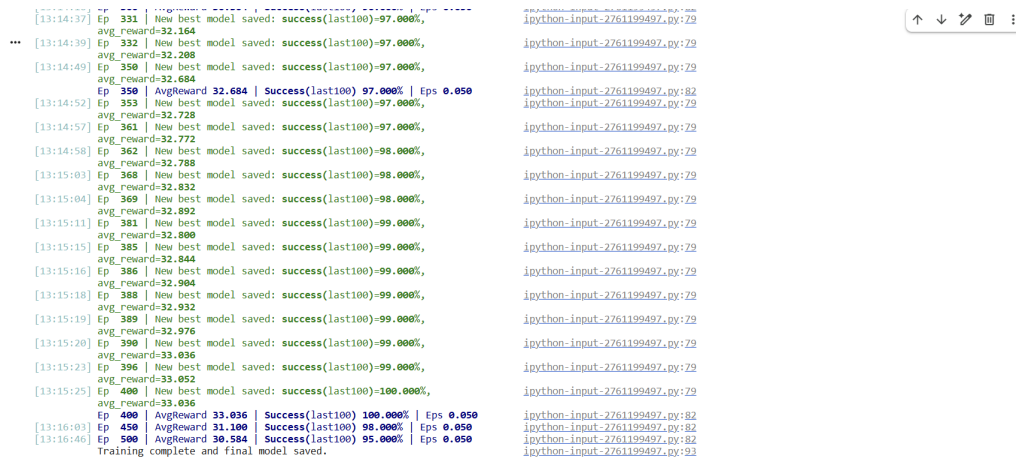 [13:14:37] Ep 331 | New best model saved: success(last100)=97.000%, ipython-input-2761199497.py:79
avg_reward=32.164
[13:14:39] Ep 332 | New best model saved: success(last100)=97.000%, ipython-input-2761199497.py:79
avg_reward=32.208
[13:14:49] Ep 350 | New best model saved: success(last100)=97.000%, ipython-input-2761199497.py:79
avg_reward=32.684
Ep 350 | AvgReward 32.684 | Success(last100) 97.000% | Eps 0.050 ipython-input-2761199497.py:82
[13:14:52] Ep 353 | New best model saved: success(last100)=97.000%, ipython-input-2761199497.py:79
avg_reward=32.728
[13:14:57] Ep 361 | New best model saved: success(last100)=97.000%, ipython-input-2761199497.py:79
avg_reward=32.772
[13:14:58] Ep 362 | New best model saved: success(last100)=98.000%, ipython-input-2761199497.py:79
avg_reward=32.788
[13:15:03] Ep 368 | New best model saved: success(last100)=98.000%, ipython-input-2761199497.py:79
avg_reward=32.832
[13:15:04] Ep 369 | New best model saved: success(last100)=98.000%, ipython-input-2761199497.py:79
avg_reward=32.892
[13:15:11] Ep 381 | New best model saved: success(last100)=99.000%, ipython-input-2761199497.py:79
avg_reward=32.800
[13:15:15] Ep 385 | New best model saved: success(last100)=99.000%, ipython-input-2761199497.py:79
avg_reward=32.844
[13:15:16] Ep 386 | New best model saved: success(last100)=99.000%, ipython-input-2761199497.py:79
avg_reward=32.904
[13:15:18] Ep 388 | New best model saved: success(last100)=99.000%, ipython-input-2761199497.py:79
avg_reward=32.932
[13:15:19] Ep 389 | New best model saved: success(last100)=99.000%, ipython-input-2761199497.py:79
avg_reward=32.976
[13:15:20] Ep 390 | New best model saved: success(last100)=99.000%, ipython-input-2761199497.py:79
avg_reward=33.036
[13:15:23] Ep 396 | New best model saved: success(last100)=99.000%, ipython-input-2761199497.py:79
avg_reward=33.052
[13:15:25] Ep 400 | New best model saved: success(last100)=100.000%, ipython-input-2761199497.py:79
avg_reward=33.036
Ep 400 | AvgReward 33.036 | Success(last100) 100.000% | Eps 0.050 ipython-input-2761199497.py:82
[13:16:03] Ep 450 | AvgReward 31.100 | Success(last100) 98.000% | Eps 0.050 ipython-input-2761199497.py:82
[13:16:46] Ep 500 | AvgReward 30.584 | Success(last100) 95.000% | Eps 0.050 ipython-input-2761199497.py:82
Training complete and final model saved. ipython-input-2761199497.py:93